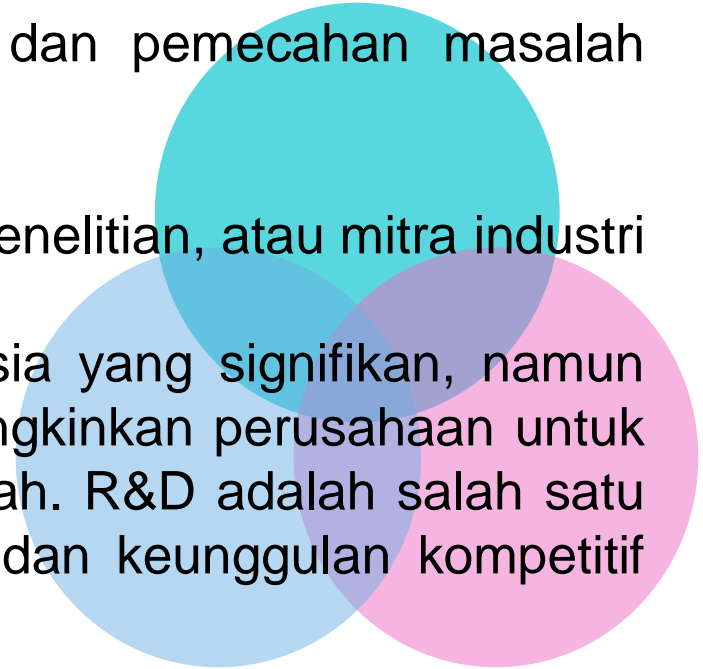 dan pemecahan masalah
enelitian, atau mitra industri
sia yang signifikan, namun
ngkinkan perusahaan untuk
ah. R&D adalah salah satu
dan keunggulan kompetitif